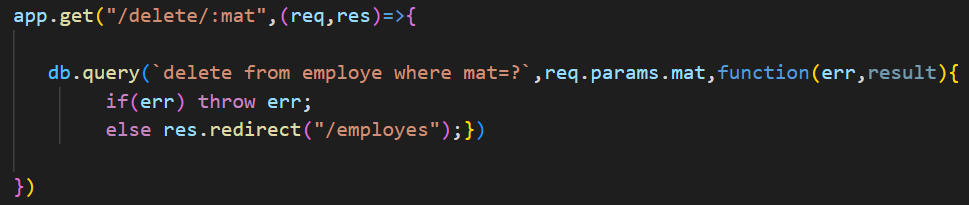 app.get("/delete/:mat",(req,res)=>{
db.query(`delete from employe where mat=?`,req.params.mat,function(err,result){
if(err) throw err;
else res.redirect("/employes");})
})